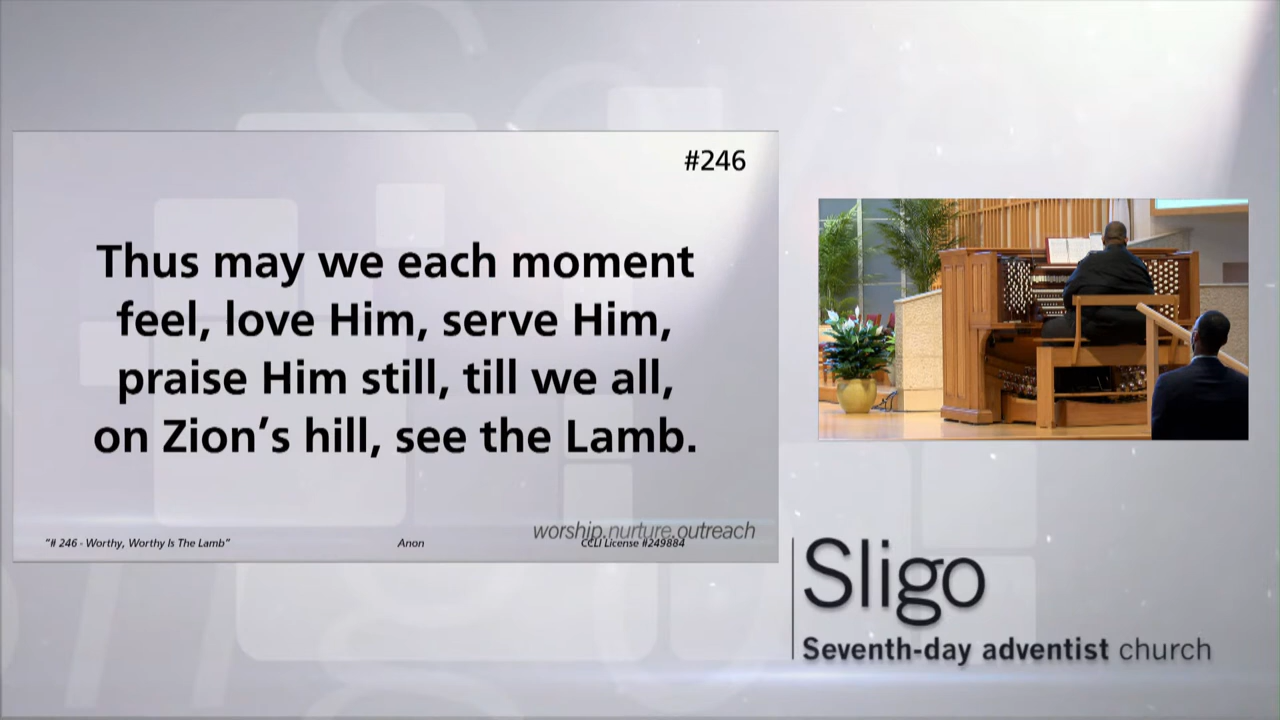 #246
Thus may we each moment
feel, love Him, serve Him,
praise Him still, till we all,
on Zion’s hill, see the Lamb.
worship.nurture.outreach
"# 246 - Worthy, Worthy Is The Lamb"
Anon
CCLI License #249884
Sligo
Seventh-day adventist church